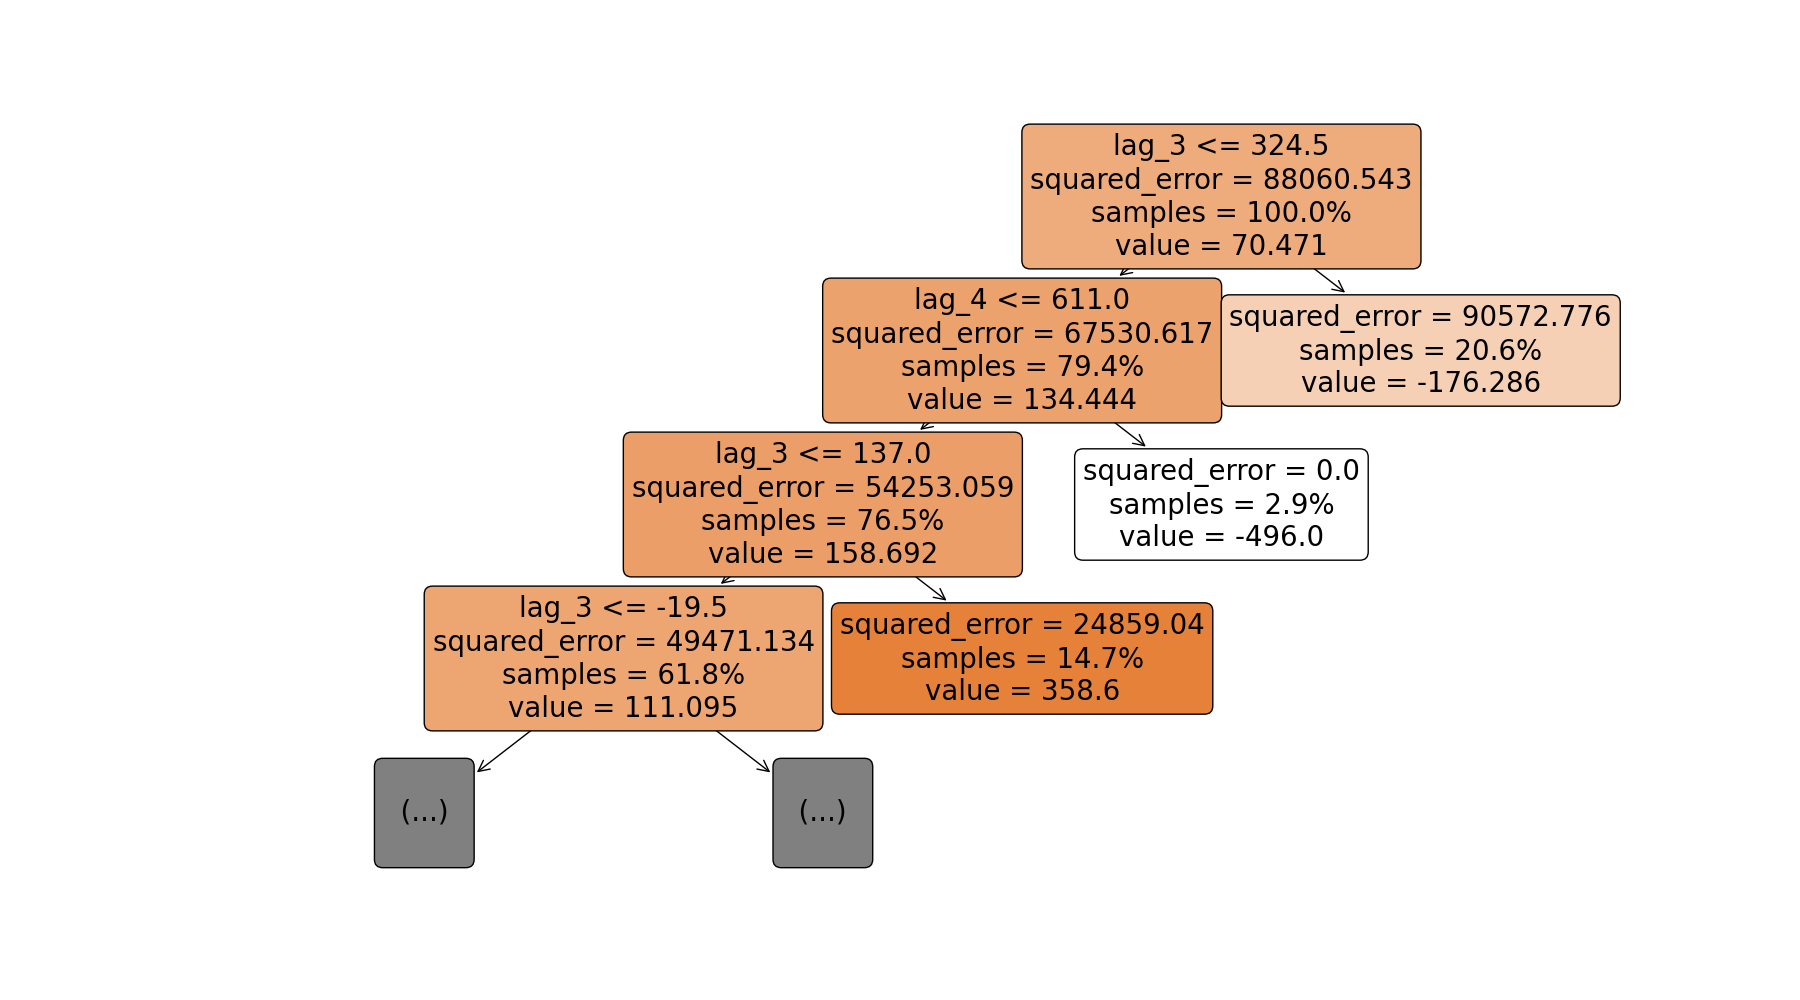 lag_3 <= 324.5
squared_error = 88060.543
samples = 100.0%
value = 70.471
lag_4 <= 611.0
squared_error = 67530.617
samples = 79.4%
value = 134.444
squared_error = 90572.776
samples = 20.6%
value = -176.286
lag_3 <= 137.0
squared_error = 54253.059
samples = 76.5%
value = 158.692
squared_error = 0.0
samples = 2.9%
value = -496.0
lag_3 <= -19.5
squared_error = 49471.134
samples = 61.8%
value = 111.095
squared_error = 24859.04
samples = 14.7%
value = 358.6
(...)
(...)